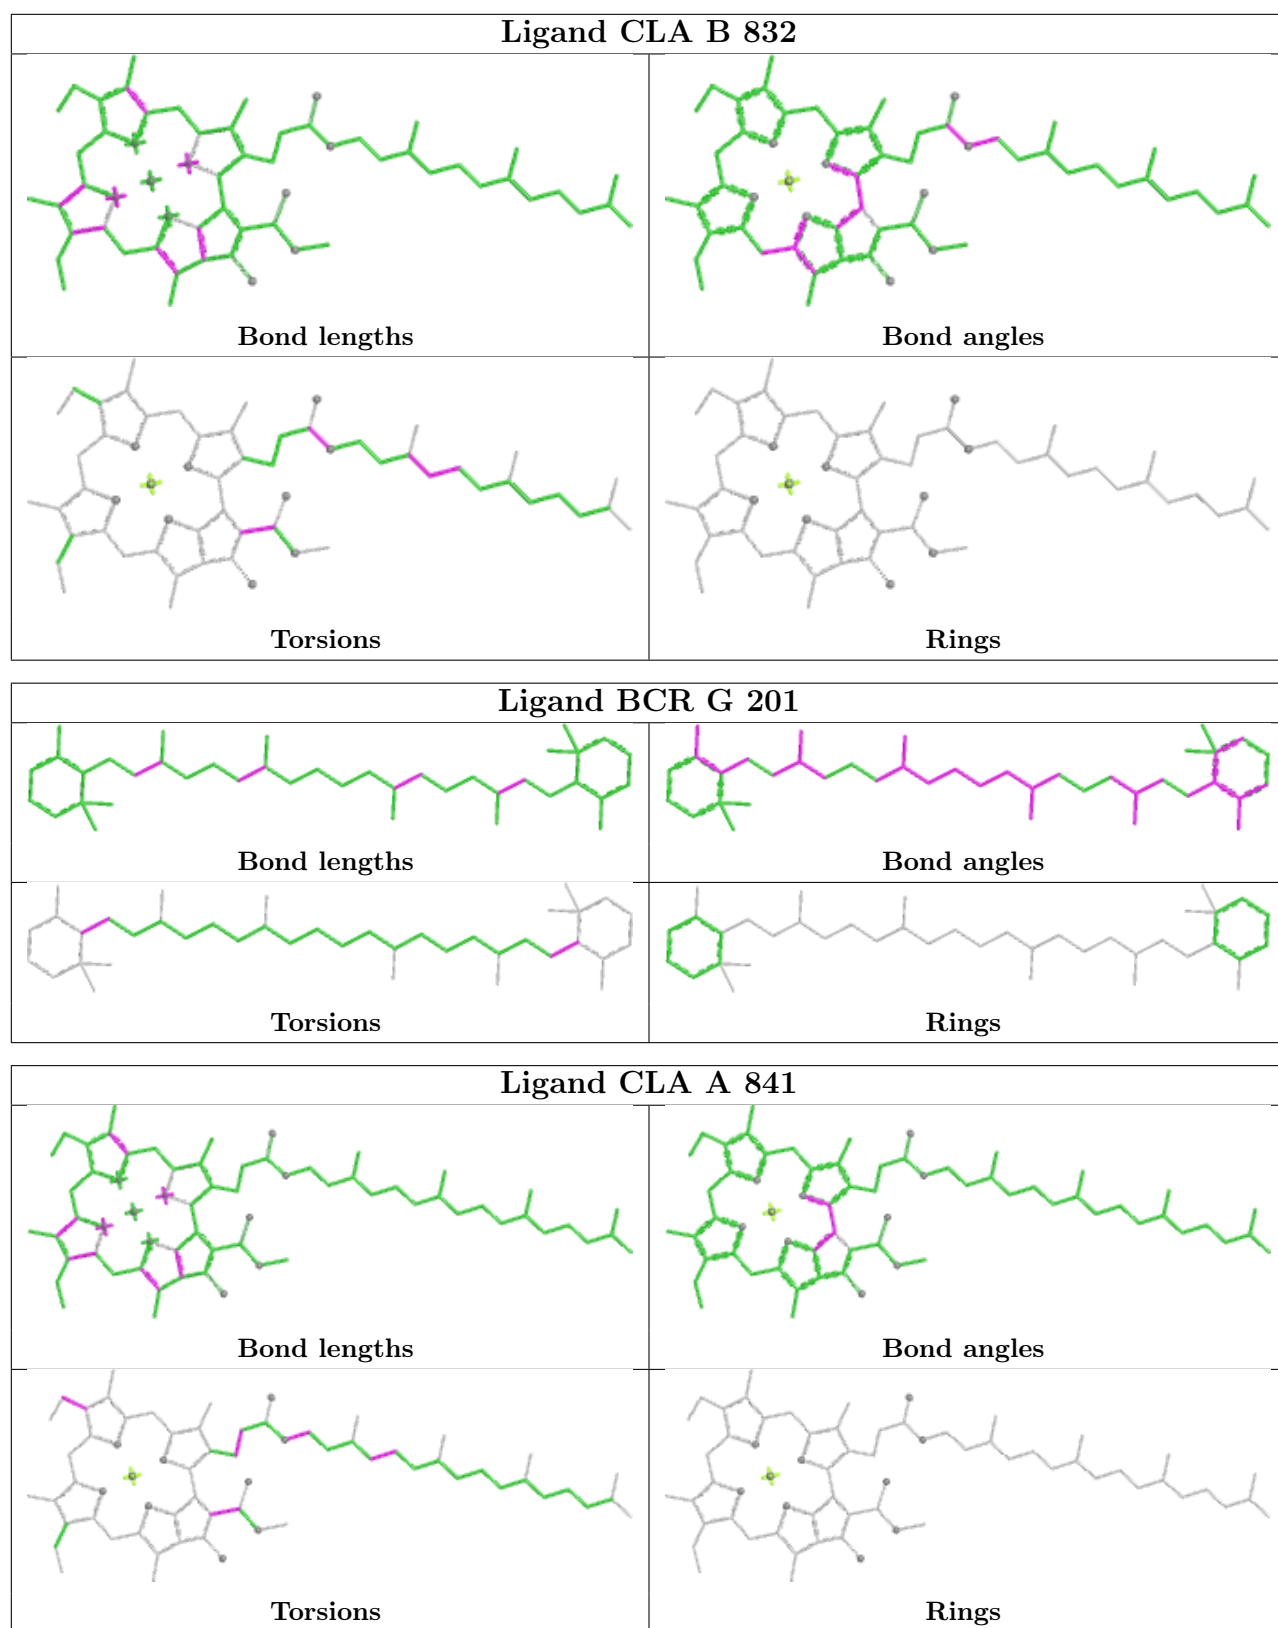 Ligand CLA B 832
Bond lengths
Bond angles
Torsions
Rings
Ligand BCR G 201
Bond lengths
Bond angles
Torsions
Rings
Ligand CLA A 841
Bond lengths
Bond angles
Torsions
Rings